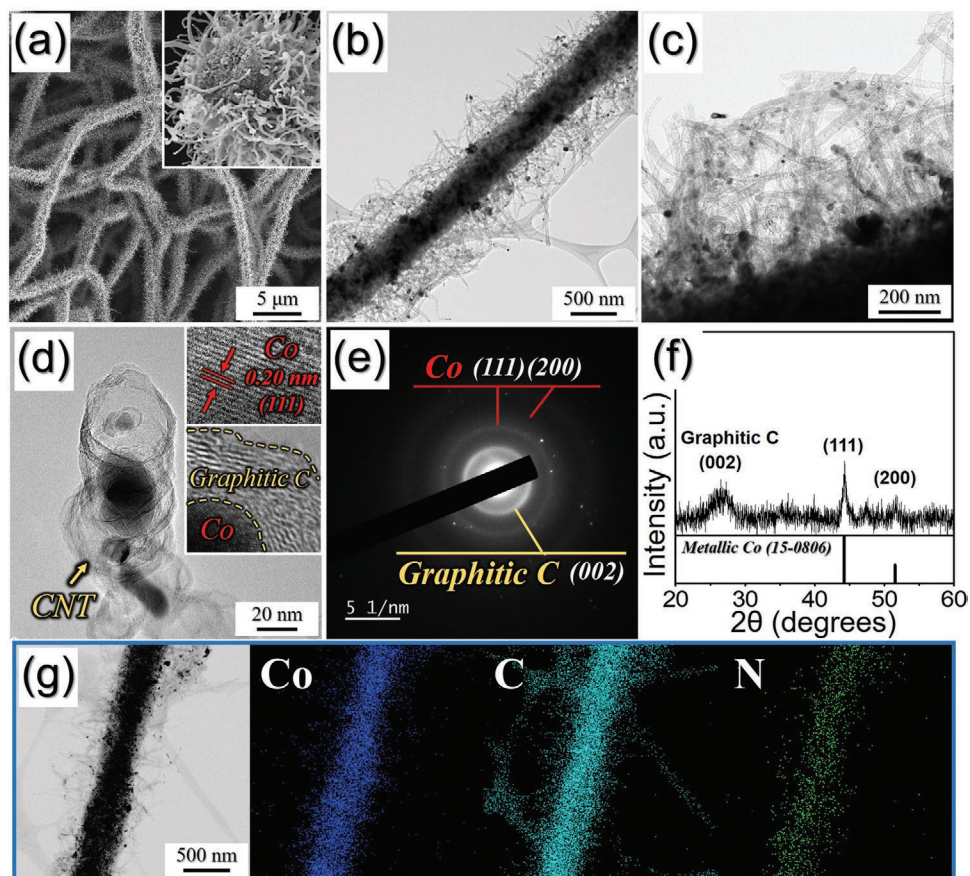 (a)
5 μm
(b)
500 nm
(c)
200 nm
(d)
Co
0.20 nm
(111)
Graphitic C
Co
CNT
20 nm
(e)
Co (111) (200)
Graphitic C (002)
5 1/nm
(f)
Intensity (a.u.)
Graphitic C
(002)
(111)
(200)
Metallic Co (15-0806)
20 30 40 50 60
2θ (degrees)
(g)
500 nm
Co
C
N